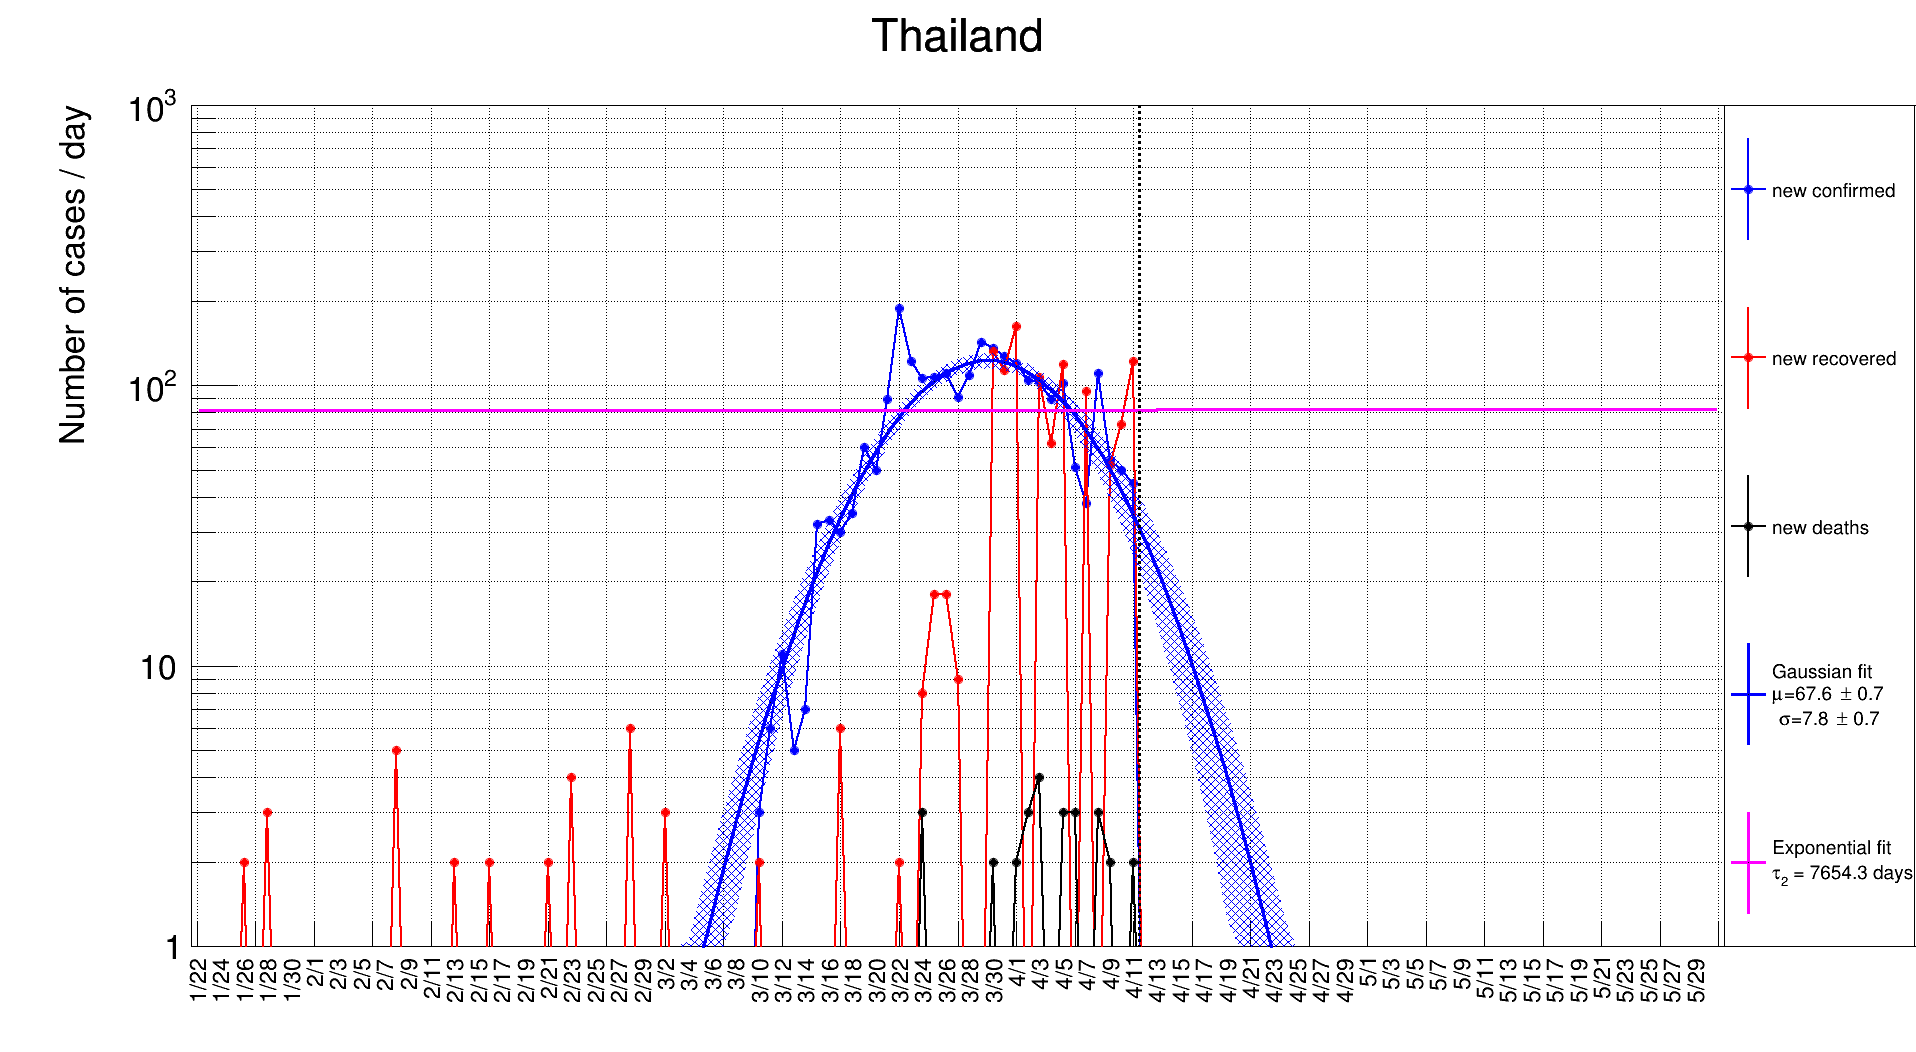 Thailand
Number of cases / day
10³
10²
10
1
1/22 1/24 1/26 1/28 1/30 2/1 2/3 2/5 2/7 2/9 2/11 2/13 2/15 2/17 2/19 2/21 2/23 2/25 2/27 2/29 3/2 3/4 3/6 3/8 3/10 3/12 3/14 3/16 3/18 3/20 3/22 3/24 3/26 3/28 3/30 4/1 4/3 4/5 4/7 4/9 4/11 4/13 4/15 4/17 4/19 4/21 4/23 4/25 4/27 4/29 5/1 5/3 5/5 5/7 5/9 5/11 5/13 5/15 5/17 5/19 5/21 5/23 5/25 5/27 5/29
new confirmed
new recovered
new deaths
Gaussian fit
μ=67.6 ± 0.7
σ=7.8 ± 0.7
Exponential fit
τ₂ = 7654.3 days